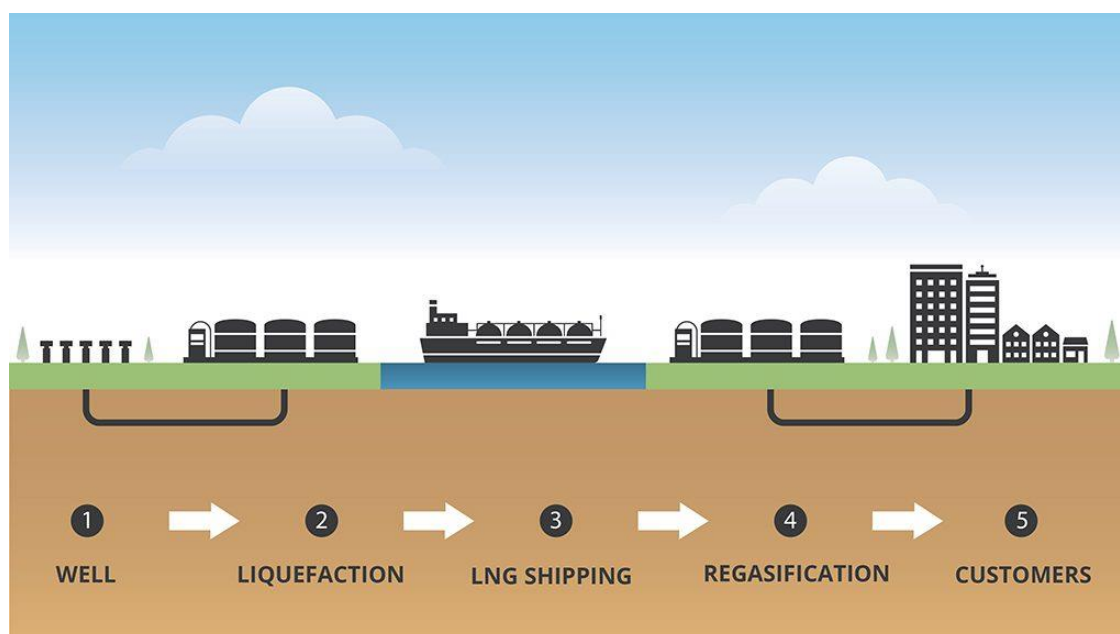 1
2
3
4
5
WELL
LIQUEFACTION
LNG SHIPPING
REGASIFICATION
CUSTOMERS